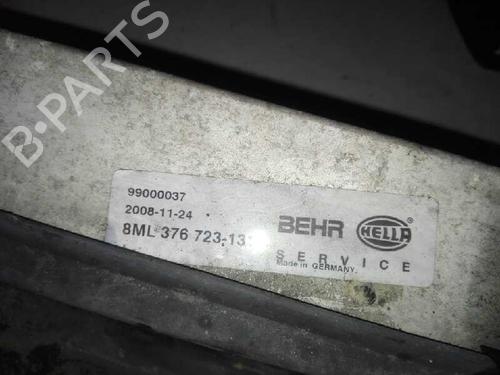 B-PARTS
99000037
2008-11-24
BEHR HELLA
8ML 376 723-13
SERVICE
Made in GERMANY.